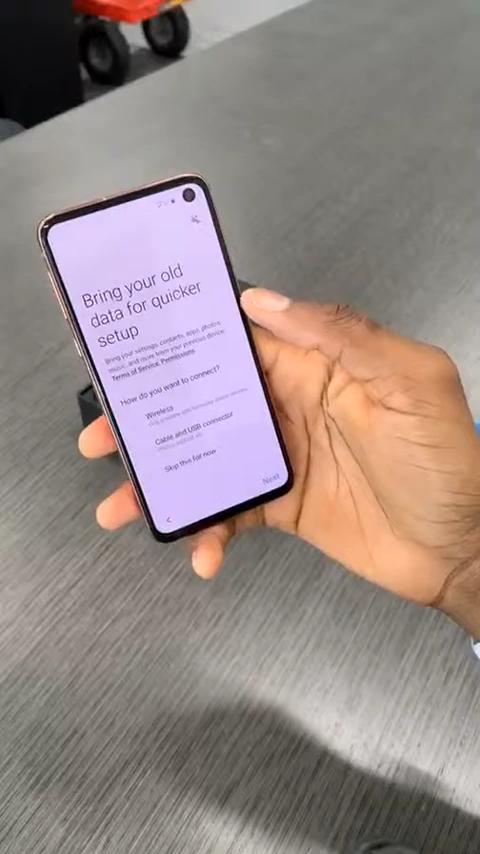 Bring your old
data for quicker
setup
Bring your settings, contacts, apps, photos,
music, and more from your previous device.
Terms of Service, Permissions
How do you want to connect?
Wireless
Cable and USB connector
Skip this for now
Next